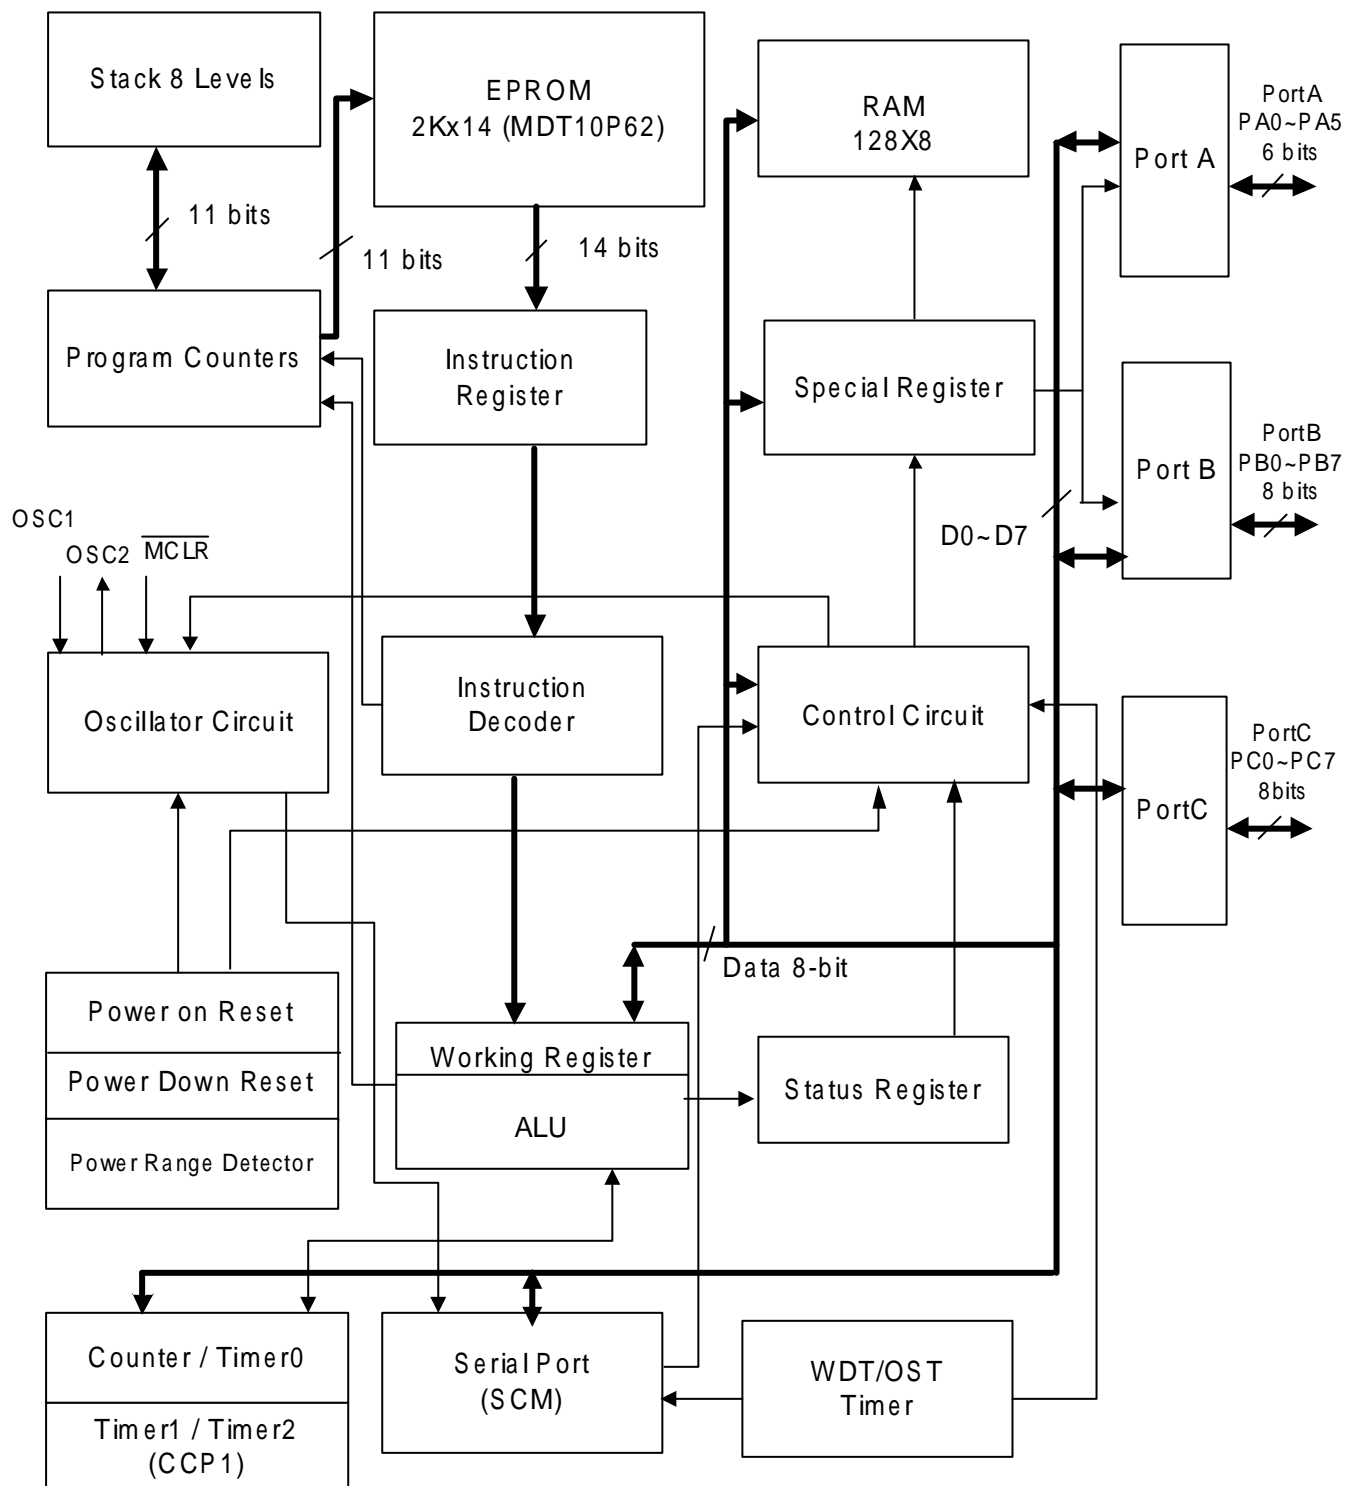 Stack 8 Levels
EPROM
2Kx14 (MDT10P62)
RAM
128X8
Port A
PortA
PA0~PA5
6 bits
11 bits
11 bits
14 bits
Program Counters
Instruction
Register
Special Register
Port B
PortB
PB0~PB7
8 bits
D0~D7
OSC1
OSC2
MCLR
Oscillator Circuit
Instruction
Decoder
Control Circuit
PortC
PortC
PC0~PC7
8bits
Data 8-bit
Power on Reset
Power Down Reset
Power Range Detector
Working Register
ALU
Status Register
Counter / Timer0
Timer1 / Timer2
(CCP1)
Serial Port
(SCM)
WDT/OST
Timer